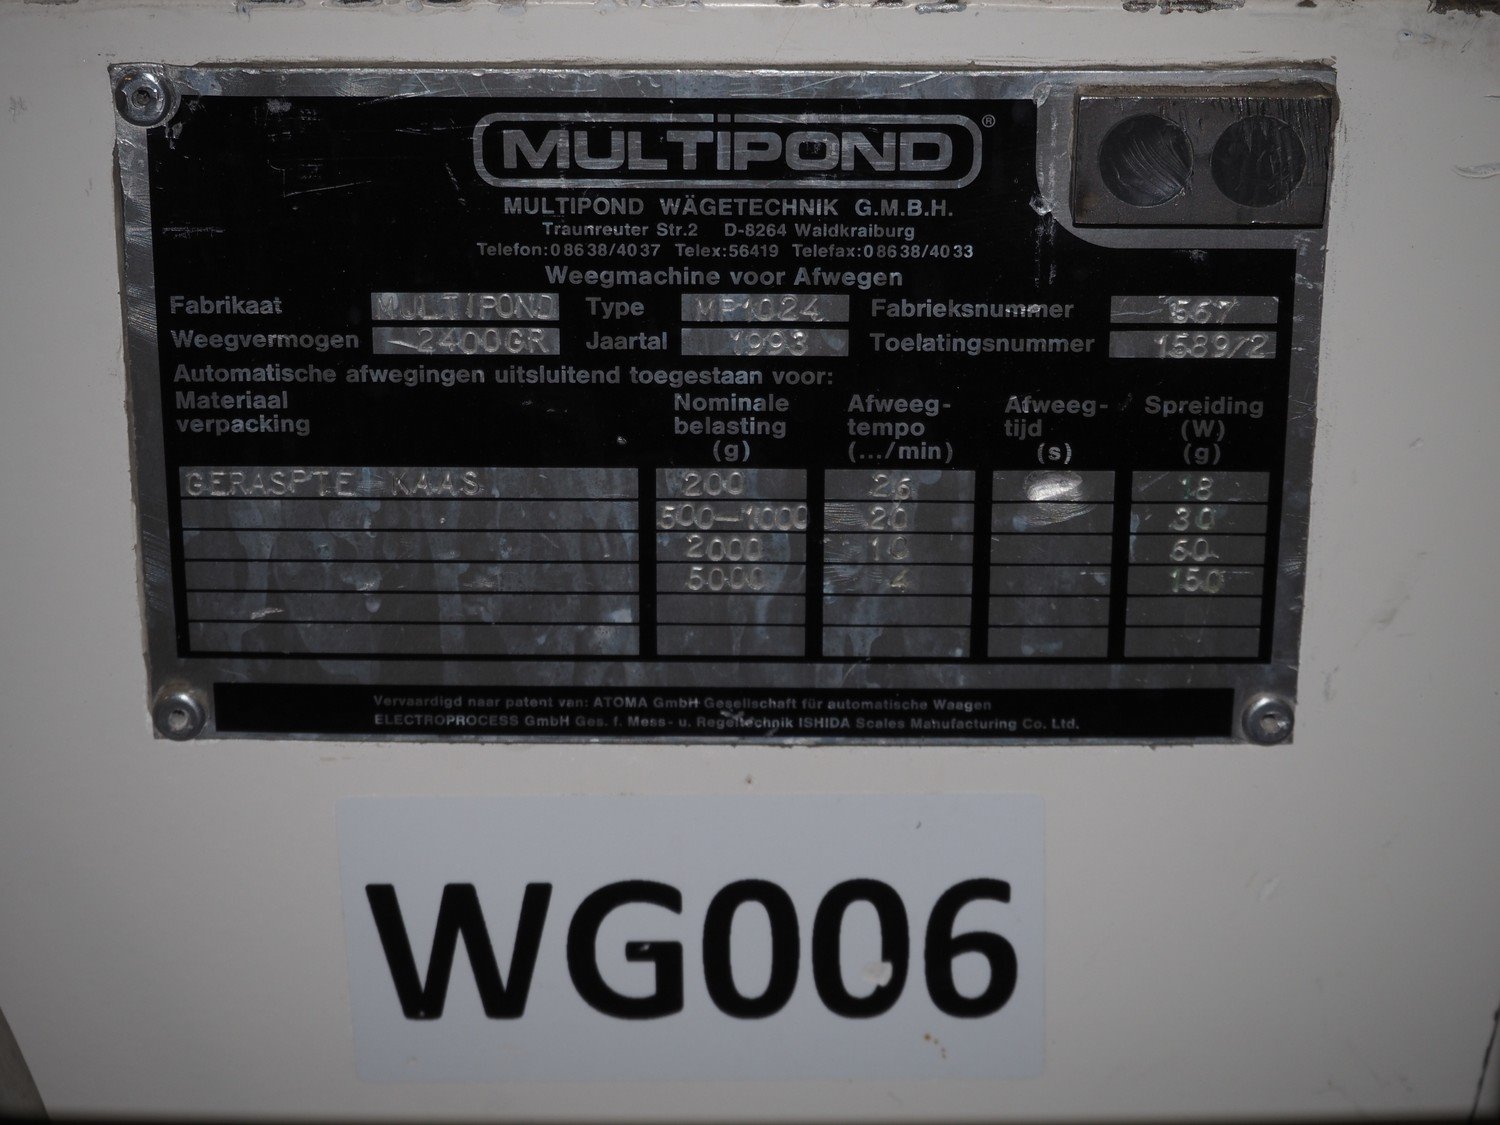 MULTIPOND®
MULTIPOND WÄGETECHNIK G.M.B.H.
Traunreuter Str.2 D-8264 Waldkraiburg
Telefon:08638/4037 Telex:56419 Telefax:08638/4033
Weegmachine voor Afwegen
Fabrikaat MULTIPOND Type MP1024 Fabrieksnummer 567
Weegvermogen 2400GR Jaartal 1993 Toelatingsnummer 1589/2
Automatische afwegingen uitsluitend toegestaan voor:
Materiaal verpacking Nominale belasting (g) Afweeg-tempo (.../min) Afweeg-tijd (s) Spreiding (W) (g)
GERASPTE KAAS 200 26 18
500-1000 20 30
2000 10 60
5000 4 150
Vervaardigd naar patent van: ATOMA GmbH Gesellschaft für automatische Waagen
ELECTROPROCESS GmbH Ges. f. Mess- u. Regeltechnik ISHIDA Scales Manufacturing Co. Ltd.
WG006